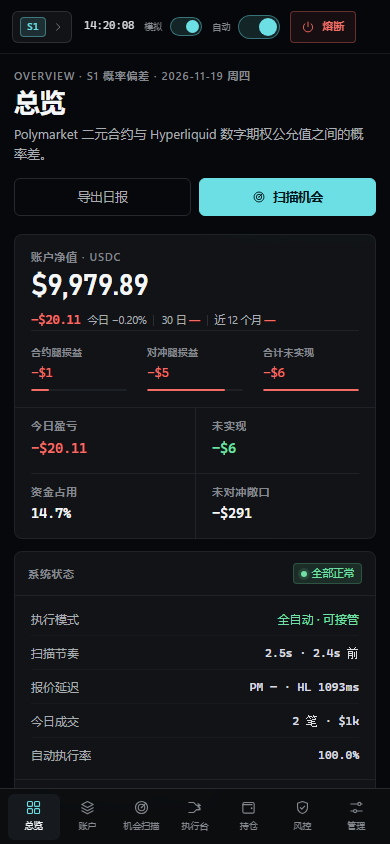 S1
14:20:08 模拟 自动 熔断
OVERVIEW · S1 概率偏差 · 2026-11-19 周四
总览
Polymarket 二元合约与 Hyperliquid 数字期权公允值之间的概
率差。
导出日报 扫描机会
账户净值 · USDC
$9,979.89
−$20.11 今日 −0.20% 30 日 — 近 12 个月 —
合约腿损益 对冲腿损益 合计未实现
−$1 −$5 −$6
今日盈亏 未实现
−$20.11 −$6
资金占用 未对冲敞口
14.7% −$291
系统状态 全部正常
执行模式 全自动 · 可接管
扫描节奏 2.5s · 2.4s 前
报价延迟 PM — · HL 1093ms
今日成交 2 笔 · $1k
自动执行率 100.0%
总览 账户 机会扫描 执行台 持仓 风控 管理